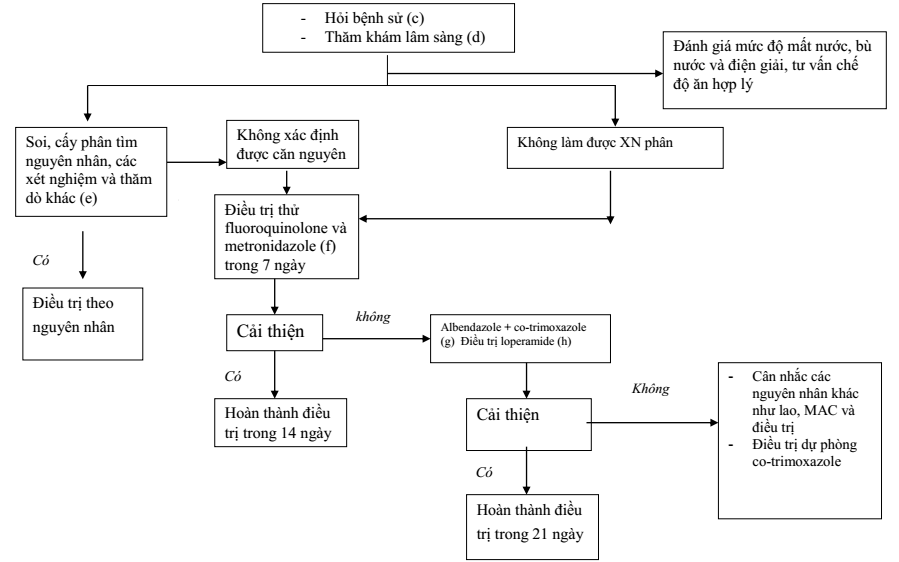 - Hỏi bệnh sử (c)
- Thăm khám lâm sàng (d)
Đánh giá mức độ mất nước, bù
nước và điện giải, tư vấn chế
độ ăn hợp lý
Soi, cấy phân tìm
nguyên nhân, các
xét nghiệm và thăm
dò khác (e)
Không xác định
được căn nguyên
Không làm được XN phân
Điều trị thử
fluoroquinolone và
metronidazole (f)
trong 7 ngày
Có
Điều trị theo
nguyên nhân
Cải thiện
không
Albendazole + co-trimoxazole
(g) Điều trị loperamide (h)
Có
Hoàn thành điều
trị trong 14 ngày
Cải thiện
Không
- Cân nhắc các
nguyên nhân khác
như lao, MAC và
điều trị
- Điều trị dự phòng
co-trimoxazole
Có
Hoàn thành điều
trị trong 21 ngày